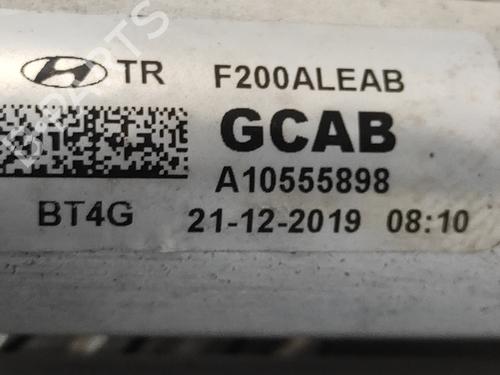 TR F200ALEAB
GCAB
A10555898
BT4G 21-12-2019 08:10